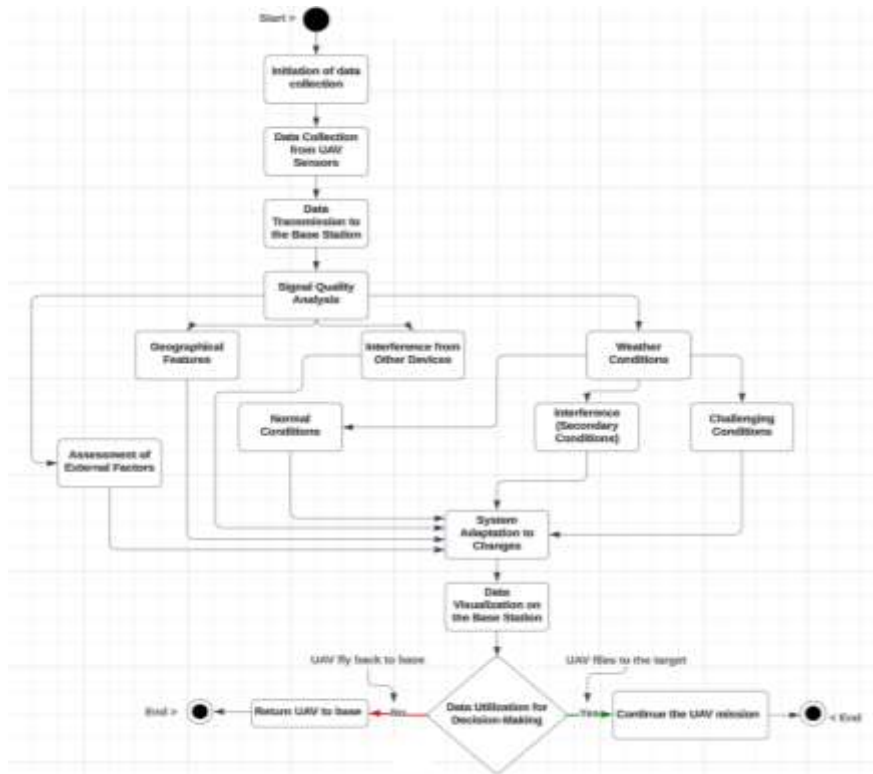 Start >
Initiation of data
collection
Data Collection
from UAV
Sensors
Data
Transmission to
the Base Station
Signal Quality
Analysis
Geographical
Features
Interference from
Other Devices
Weather
Conditions
Normal
Conditions
Interference
(Secondary
Conditions)
Challenging
Conditions
Assessment of
External Factors
System
Adaptation to
Changes
Data
Visualization on
the Base Station
UAV fly back to base
UAV flies to the target
End >
Return UAV to base
No
Data Utilization for
Decision-Making
Yes
Continue the UAV mission
< End